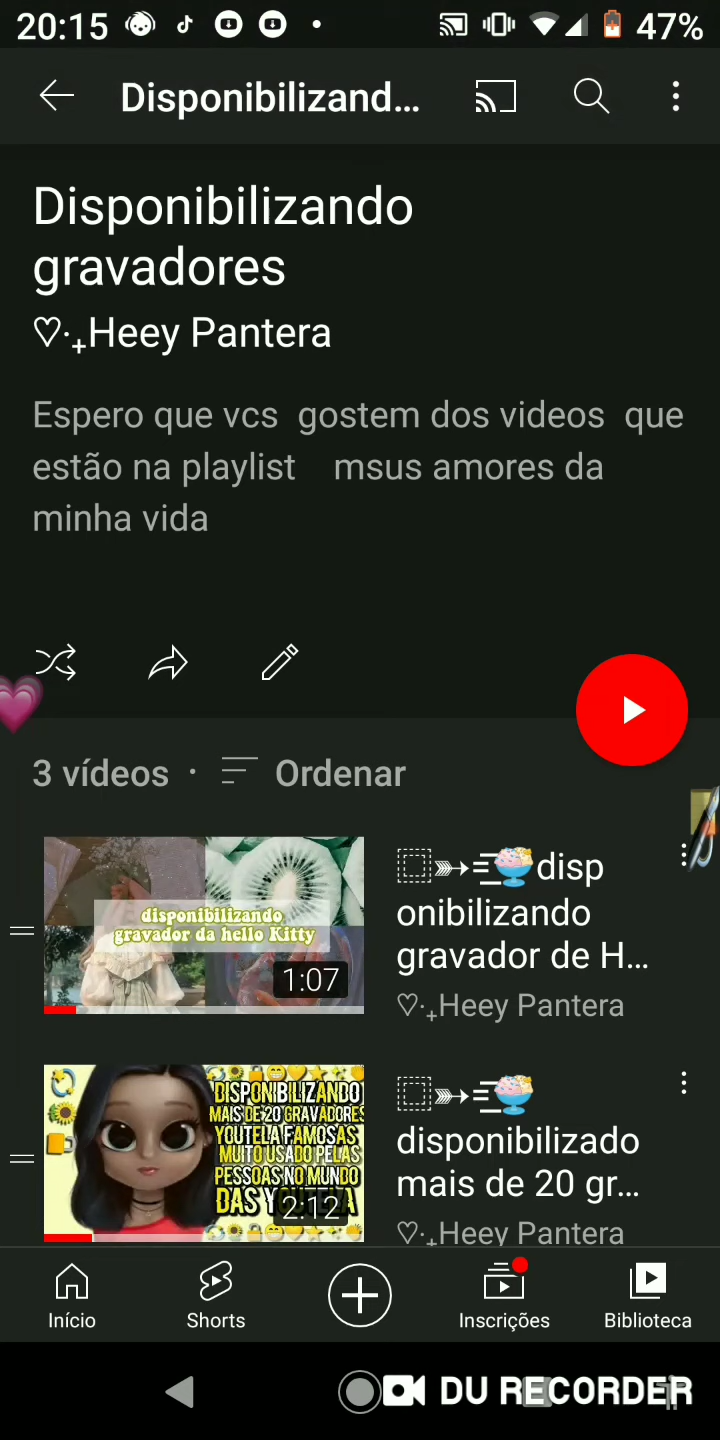 20:15
47%
Disponibilizand...
Disponibilizando
gravadores
♡·₊Heey Pantera
Espero que vcs gostem dos videos que
estão na playlist msus amores da
minha vida
3 vídeos · Ordenar
disponibilizando
gravador da hello Kitty
1:07
disp
onibilizando
gravador de H...
♡·₊Heey Pantera
DISPONIBILIZANDO
MAIS DE 20 GRAVADORES
YOUTELA FAMOSAS
MUITO USADO PELAS
PESSOAS NO MUNDO
DAS
2:12
disponibilizado
mais de 20 gr...
♡·₊Heey Pantera
Início
Shorts
Inscrições
Biblioteca
DU RECORDER